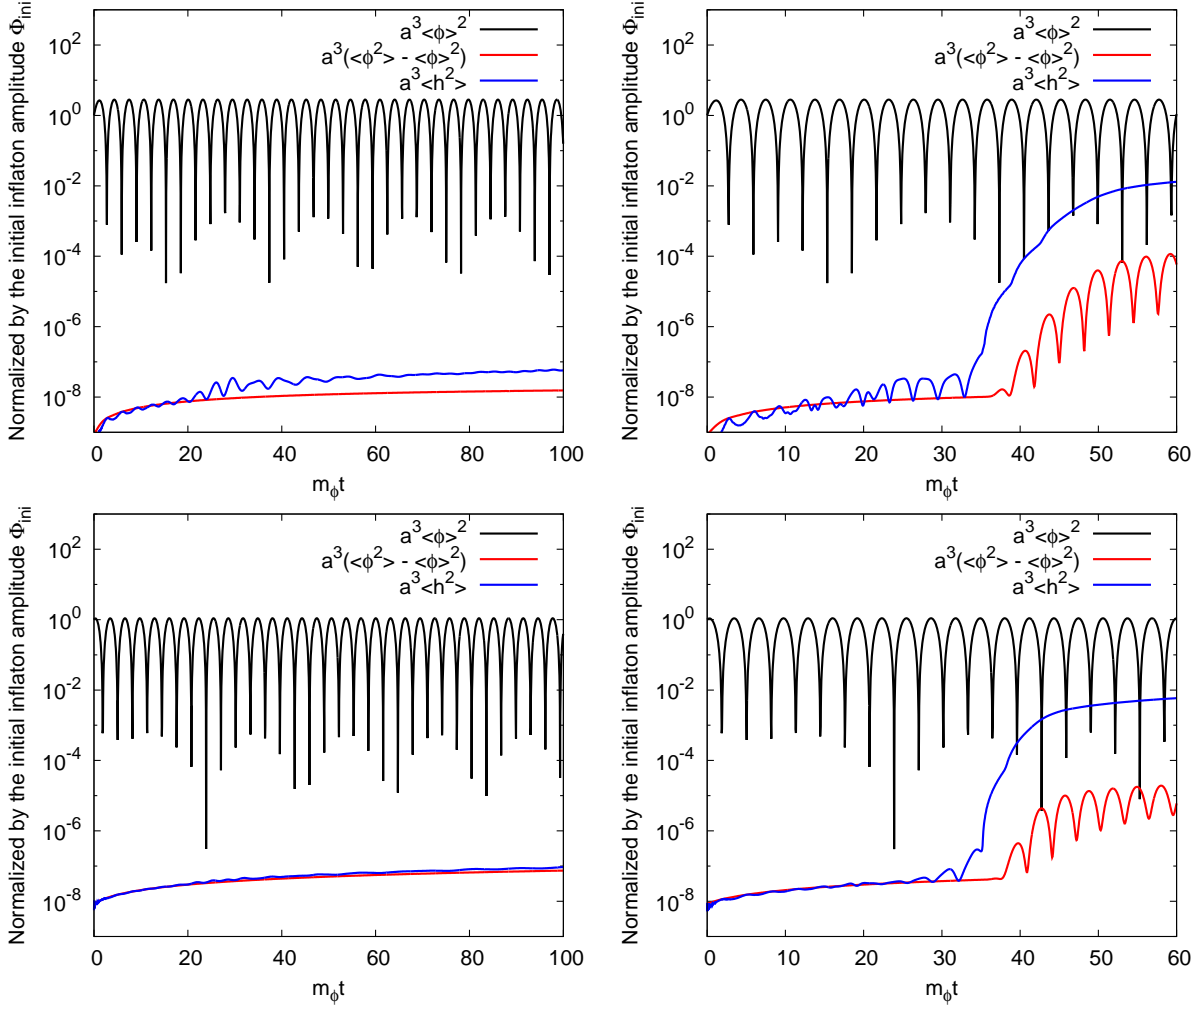 Normalized by the initial inflaton amplitude Φ_ini
10^2
10^0
10^-2
10^-4
10^-6
10^-8
0 20 40 60 80 100
m_ϕt
a^3<ϕ>^2
a^3(<ϕ^2> - <ϕ>^2)
a^3<h^2>
Normalized by the initial inflaton amplitude Φ_ini
10^2
10^0
10^-2
10^-4
10^-6
10^-8
0 10 20 30 40 50 60
m_ϕt
a^3<ϕ>^2
a^3(<ϕ^2> - <ϕ>^2)
a^3<h^2>
Normalized by the initial inflaton amplitude Φ_ini
10^2
10^0
10^-2
10^-4
10^-6
10^-8
0 20 40 60 80 100
m_ϕt
a^3<ϕ>^2
a^3(<ϕ^2> - <ϕ>^2)
a^3<h^2>
Normalized by the initial inflaton amplitude Φ_ini
10^2
10^0
10^-2
10^-4
10^-6
10^-8
0 10 20 30 40 50 60
m_ϕt
a^3<ϕ>^2
a^3(<ϕ^2> - <ϕ>^2)
a^3<h^2>